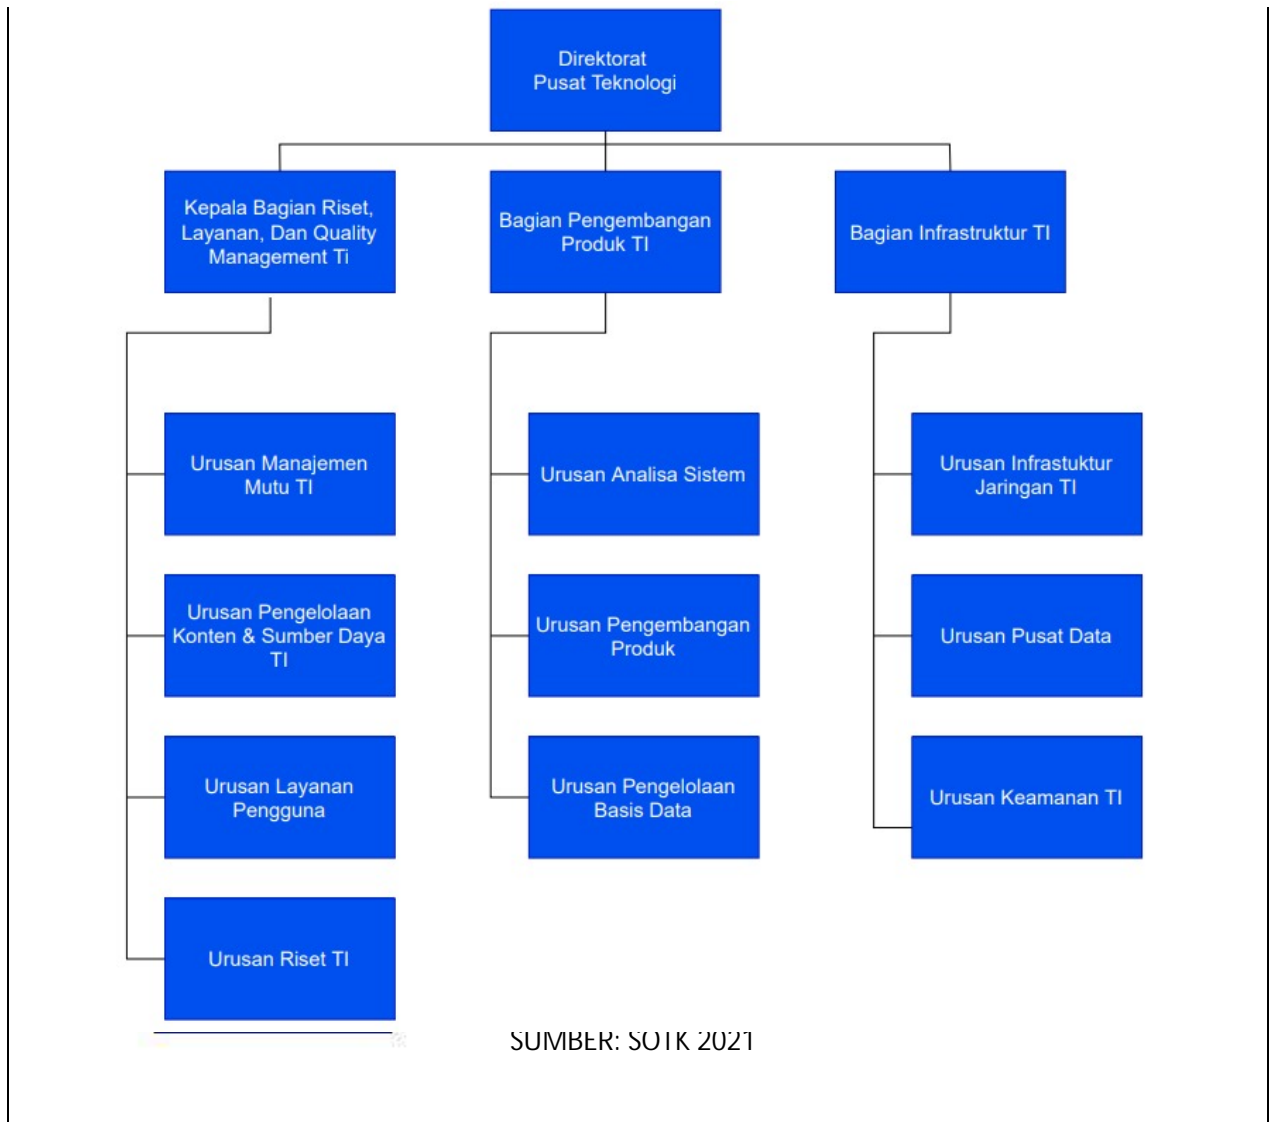 Direktorat
Pusat Teknologi
Kepala Bagian Riset,
Layanan, Dan Quality
Management Ti
Bagian Pengembangan
Produk TI
Bagian Infrastruktur TI
Urusan Manajemen
Mutu TI
Urusan Analisa Sistem
Urusan Infrastuktur
Jaringan TI
Urusan Pengelolaan
Konten & Sumber Daya
TI
Urusan Pengembangan
Produk
Urusan Pusat Data
Urusan Layanan
Pengguna
Urusan Pengelolaan
Basis Data
Urusan Keamanan TI
Urusan Riset TI
SUMBER: SOTK 2021